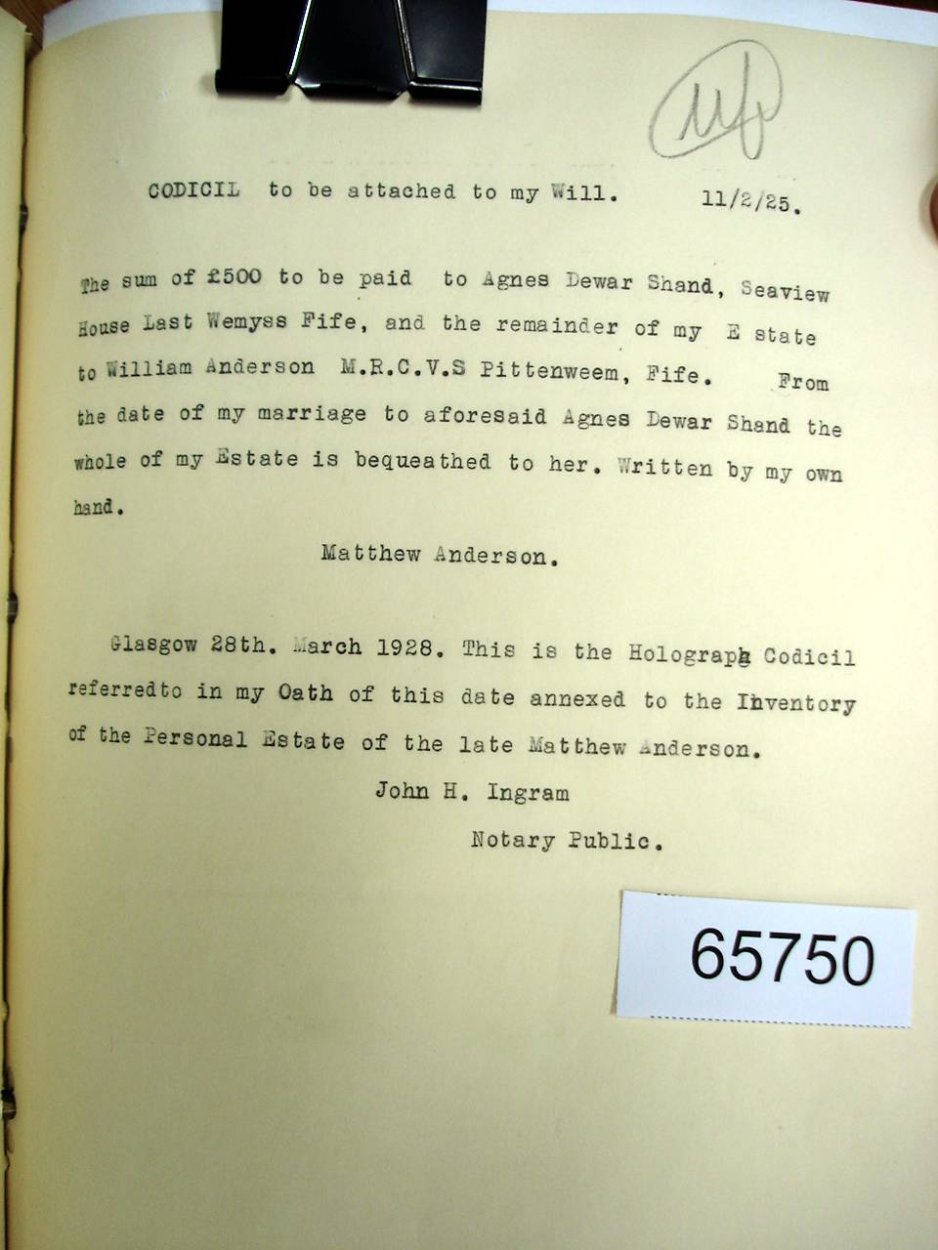 CODICIL to be attached to my Will. 11/2/25.
The sum of £500 to be paid to Agnes Dewar Shand, Seaview
House East Wemyss Fife, and the remainder of my E state
to William Anderson M.R.C.V.S Pittenweem, Fife. From
the date of my marriage to aforesaid Agnes Dewar Shand the
whole of my Estate is bequeathed to her. Written by my own
hand.
Matthew Anderson.
Glasgow 28th. March 1928. This is the Holograph Codicil
referredto in my Oath of this date annexed to the Inventory
of the Personal Estate of the late Matthew Anderson.
John H. Ingram
Notary Public.
65750